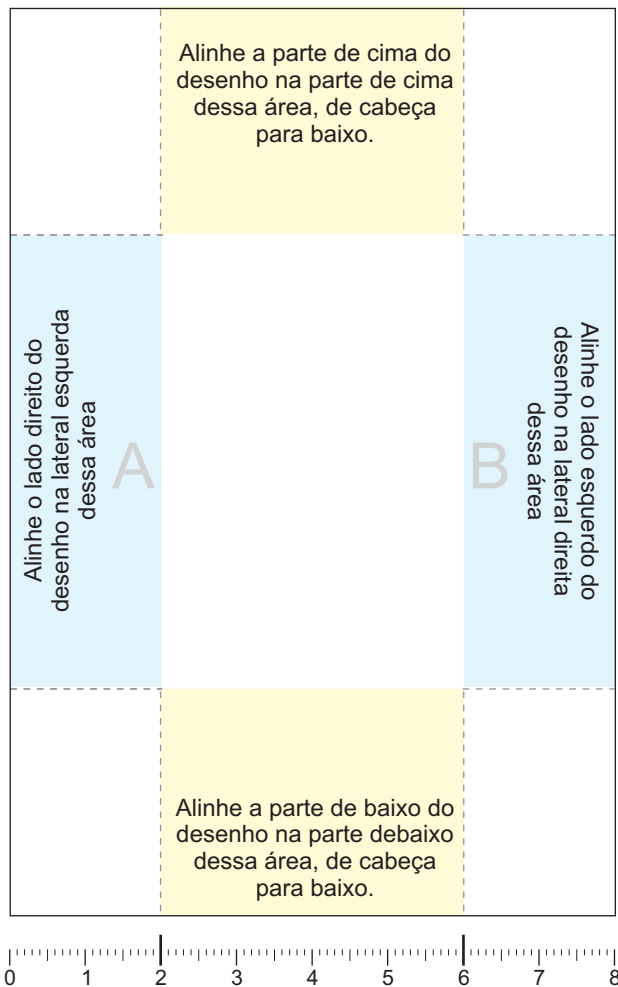 Alinhe a parte de cima do
desenho na parte de cima
dessa área, de cabeça
para baixo.
Alinhe o lado direito do
desenho na lateral esquerda
dessa área
A
B
Alinhe o lado esquerdo do
desenho na lateral direita
dessa área
Alinhe a parte de baixo do
desenho na parte debaixo
dessa área, de cabeça
para baixo.
0 1 2 3 4 5 6 7 8